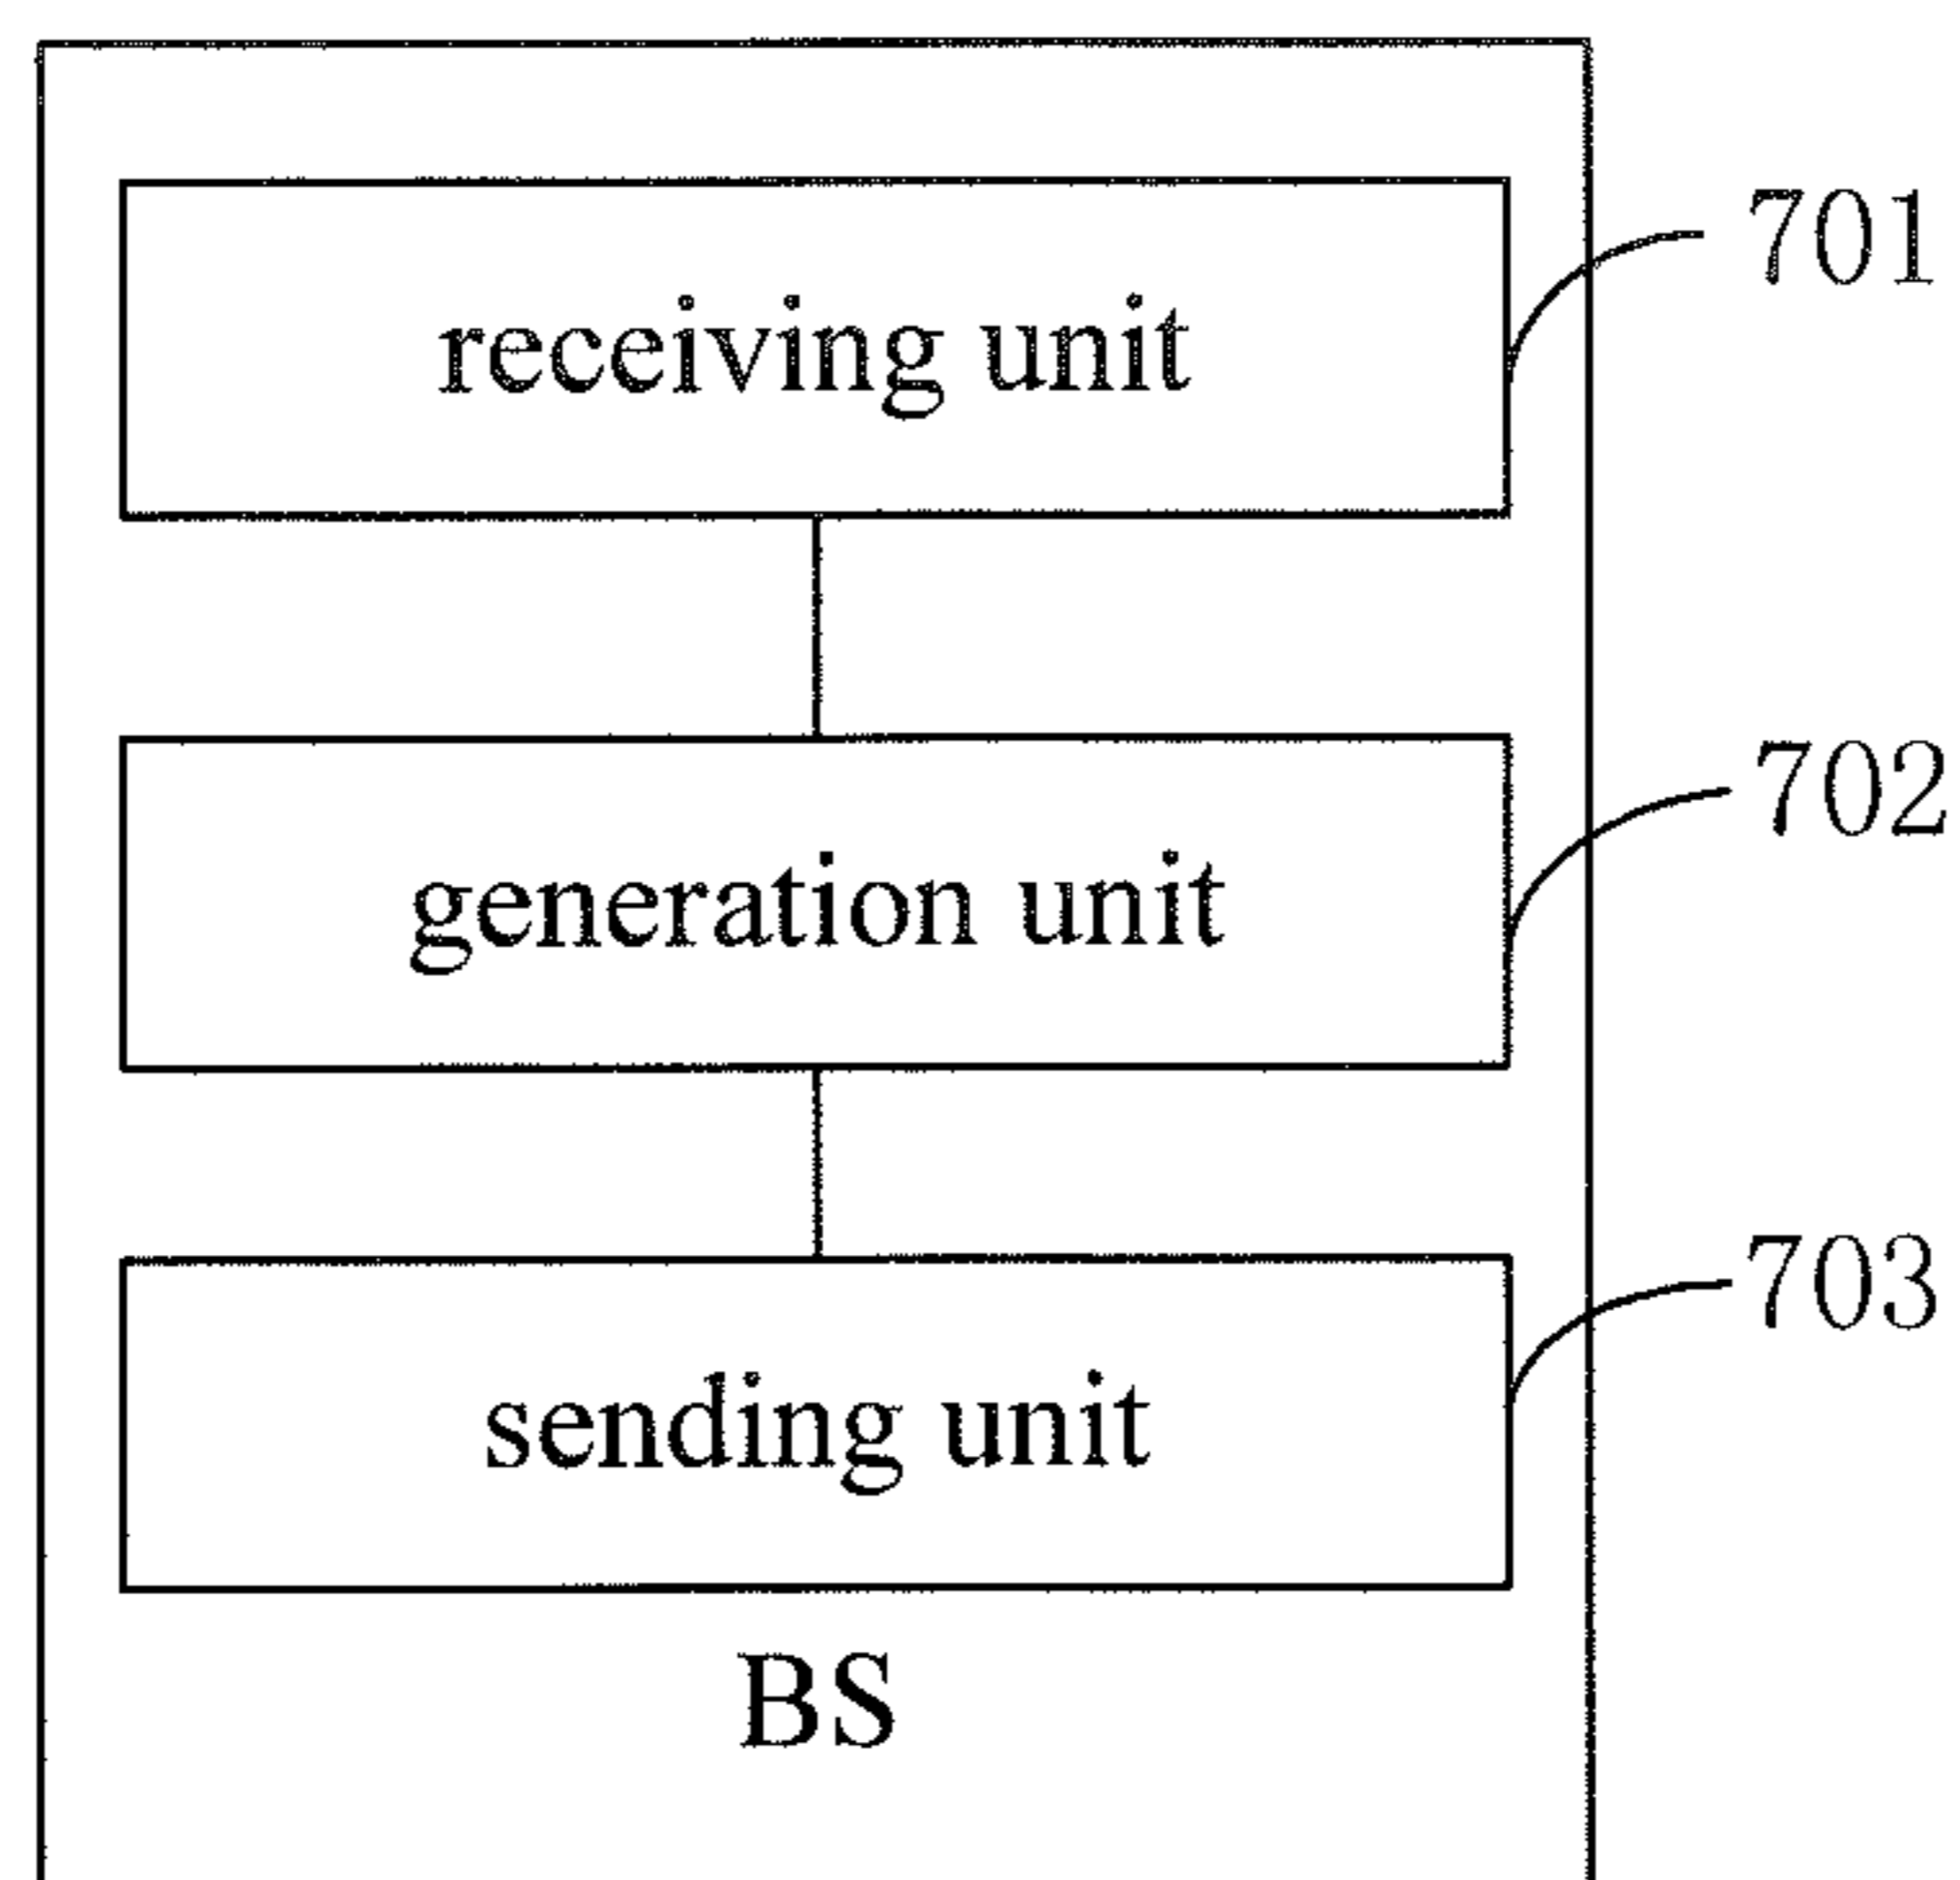 701
receiving unit
702
generation unit
703
sending unit
BS